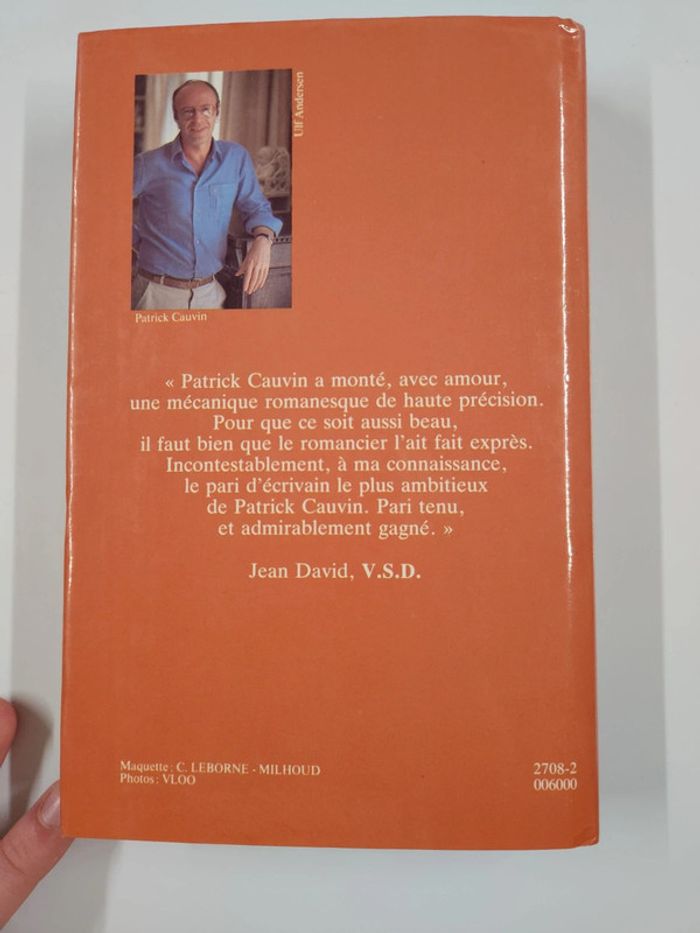 Ulf Andersen
Patrick Cauvin
« Patrick Cauvin a monté, avec amour,
une mécanique romanesque de haute précision.
Pour que ce soit aussi beau,
il faut bien que le romancier l'ait fait exprès.
Incontestablement, à ma connaissance,
le pari d'écrivain le plus ambitieux
de Patrick Cauvin. Pari tenu,
et admirablement gagné. »
Jean David, V.S.D.
Maquette : C. LEBORNE - MILHOUD
Photos : VLOO
2708-2
006000